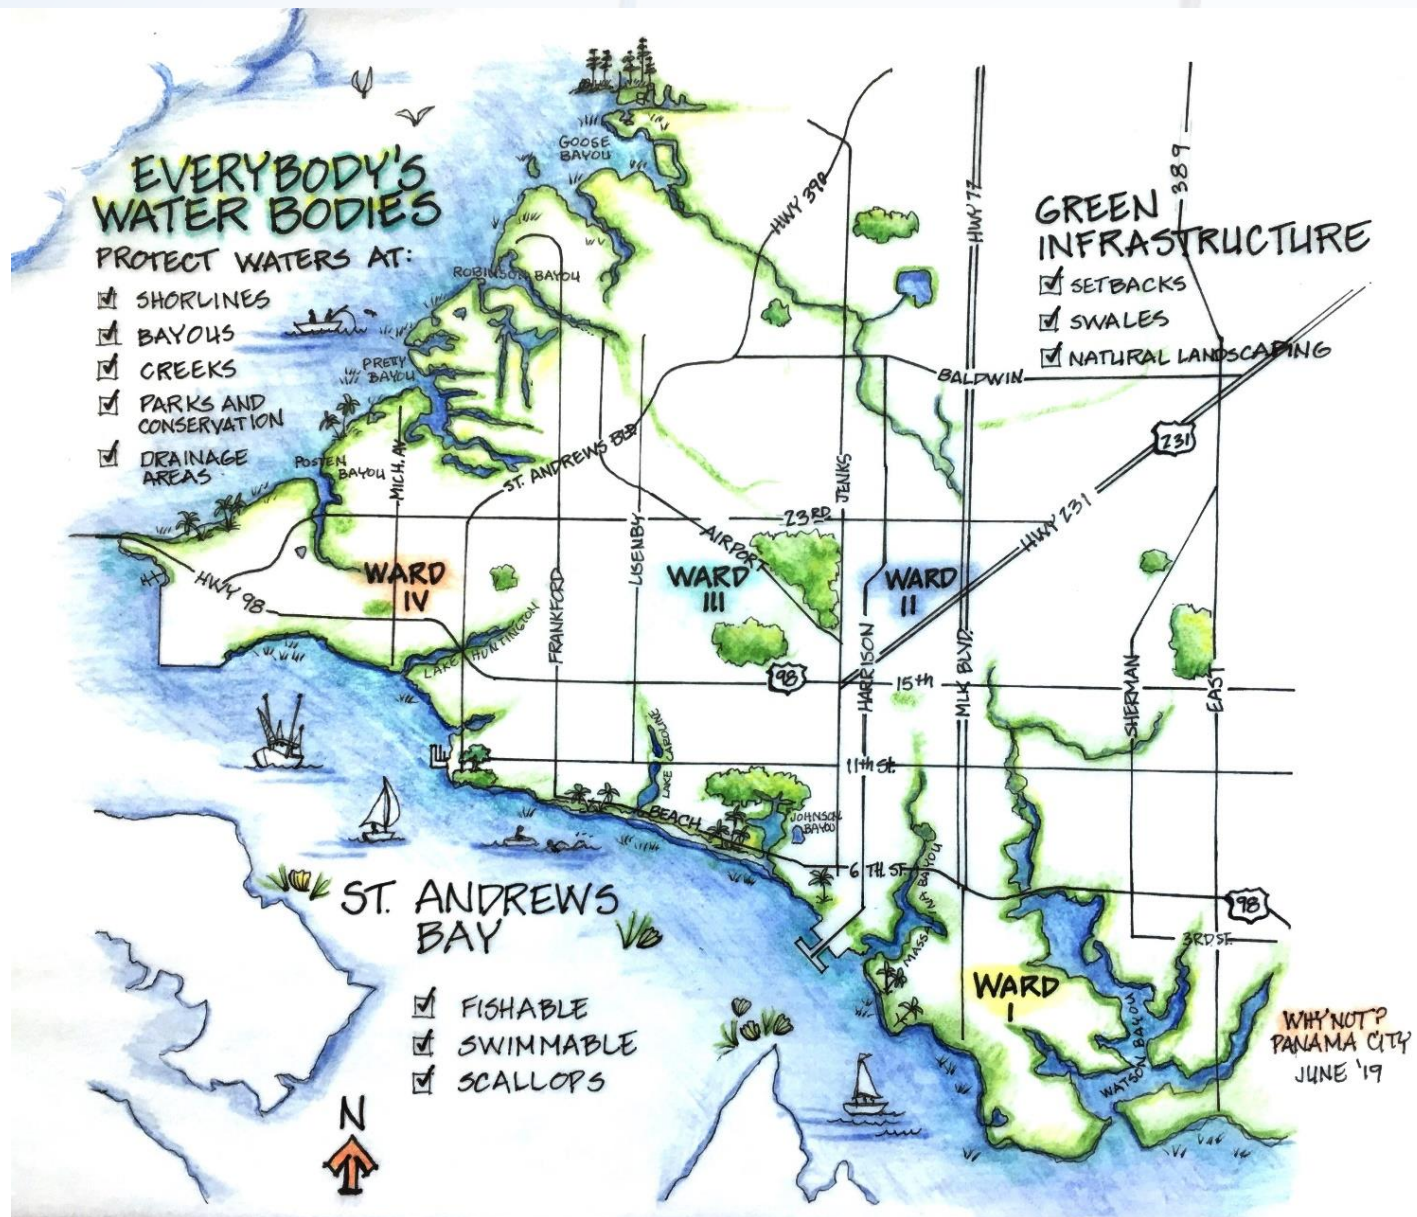 EVERYBODY'S
WATER BODIES
PROTECT WATERS AT:
SHORLINES
BAYOUS
CREEKS
PARKS AND
CONSERVATION
DRAINAGE
AREAS
GOOSE
BAYOU
ROBINSON BAYOU
PRETTY
BAYOU
POSTEN
BAYOU
HWY 390
HWY 77
389
GREEN
INFRASTRUCTURE
SETBACKS
SWALES
NATURAL LANDSCAPING
BALDWIN
231
HWY 231
MICH. AV.
ST. ANDREWS BLD
JENKS
23RD
LISENBY
AIRPORT
HWY 98
WARD
IV
WARD
III
WARD
II
FRANKFORD
LAKE HUNTINGTON
98
HARRISON
15th
MLK BLVD.
SHERMAN
EAST
LAKE CAROLINE
11th St.
BEACH
JOHNSON
BAYOU
6 TH ST
MASSALINA BAYOU
98
3RD ST.
WARD
I
WATSON BAYOU
ST. ANDREWS
BAY
FISHABLE
SWIMMABLE
SCALLOPS
N
WHY NOT?
PANAMA CITY
JUNE '19